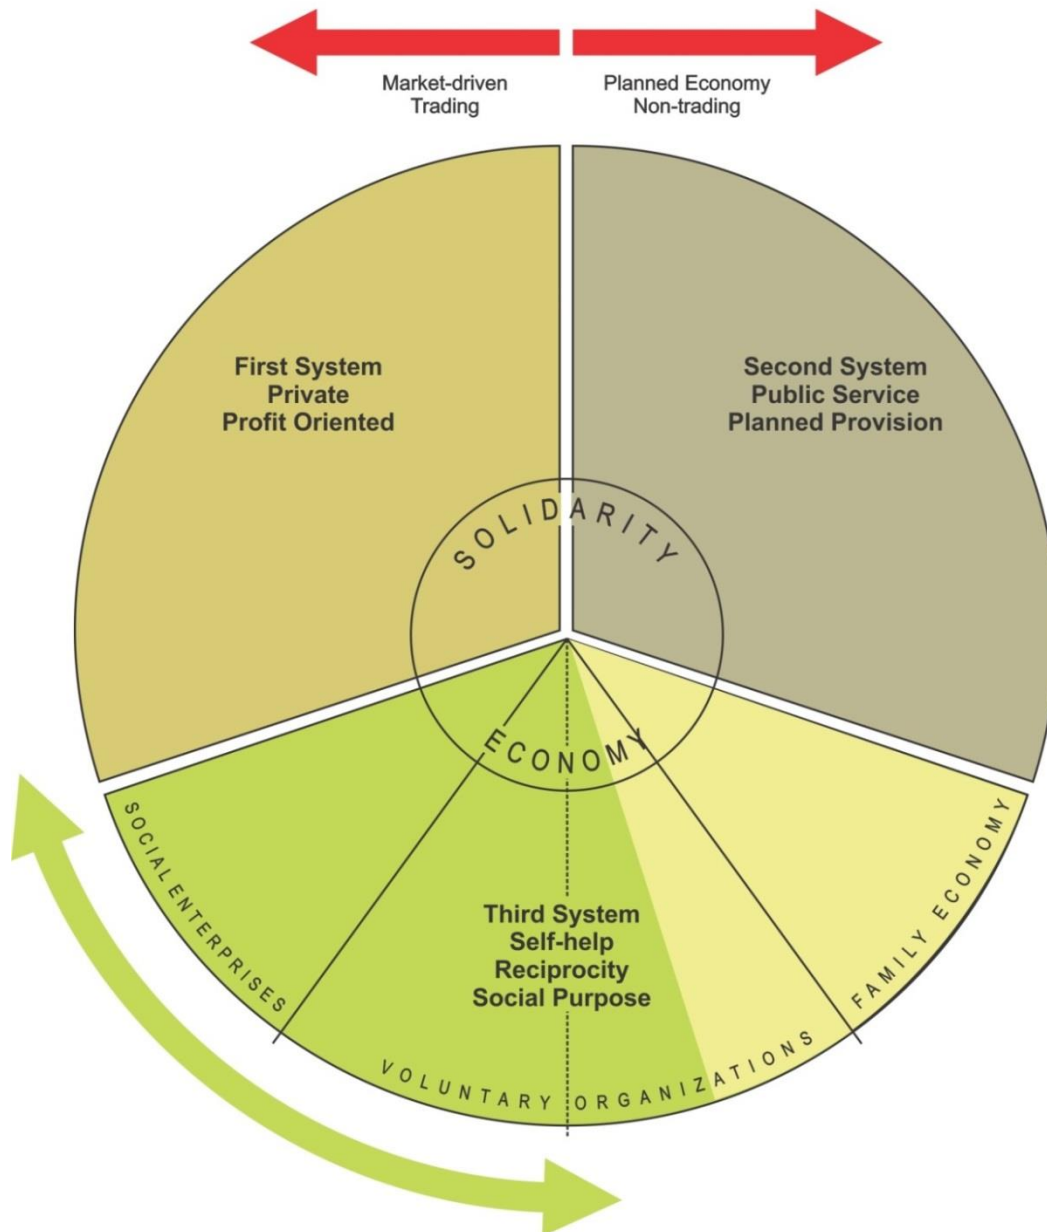 Market-driven
Trading
Planned Economy
Non-trading
First System
Private
Profit Oriented
Second System
Public Service
Planned Provision
SOLIDARITY
ECONOMY
SOCIAL ENTERPRISES
Third System
Self-help
Reciprocity
Social Purpose
FAMILY ECONOMY
VOLUNTARY ORGANIZATIONS